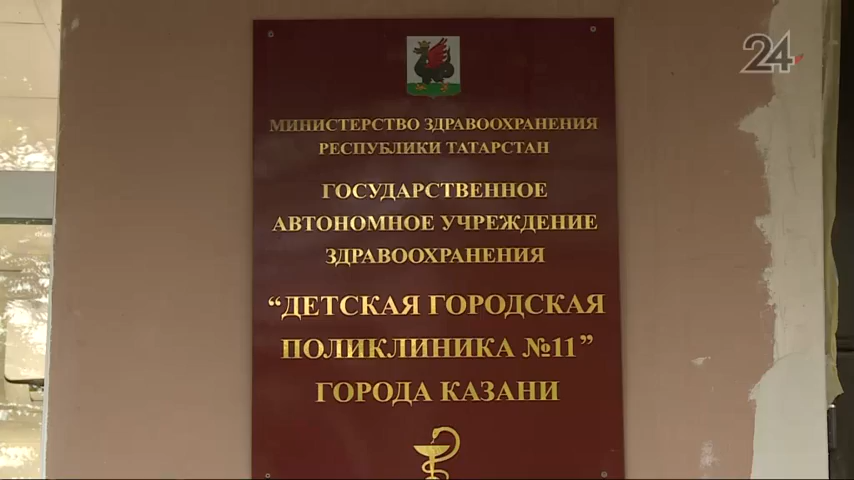 24
МИНИСТЕРСТВО ЗДРАВООХРАНЕНИЯ
РЕСПУБЛИКИ ТАТАРСТАН
ГОСУДАРСТВЕННОЕ
АВТОНОМНОЕ УЧРЕЖДЕНИЕ
ЗДРАВООХРАНЕНИЯ
“ДЕТСКАЯ ГОРОДСКАЯ
ПОЛИКЛИНИКА №11”
ГОРОДА КАЗАНИ